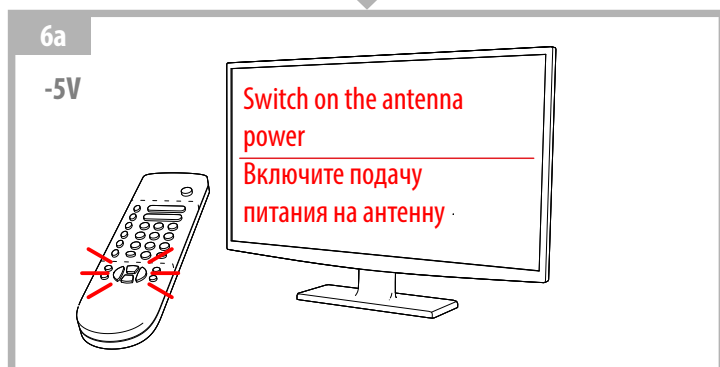 6a
-5V
Switch on the antenna
power
Включите подачу
питания на антенну